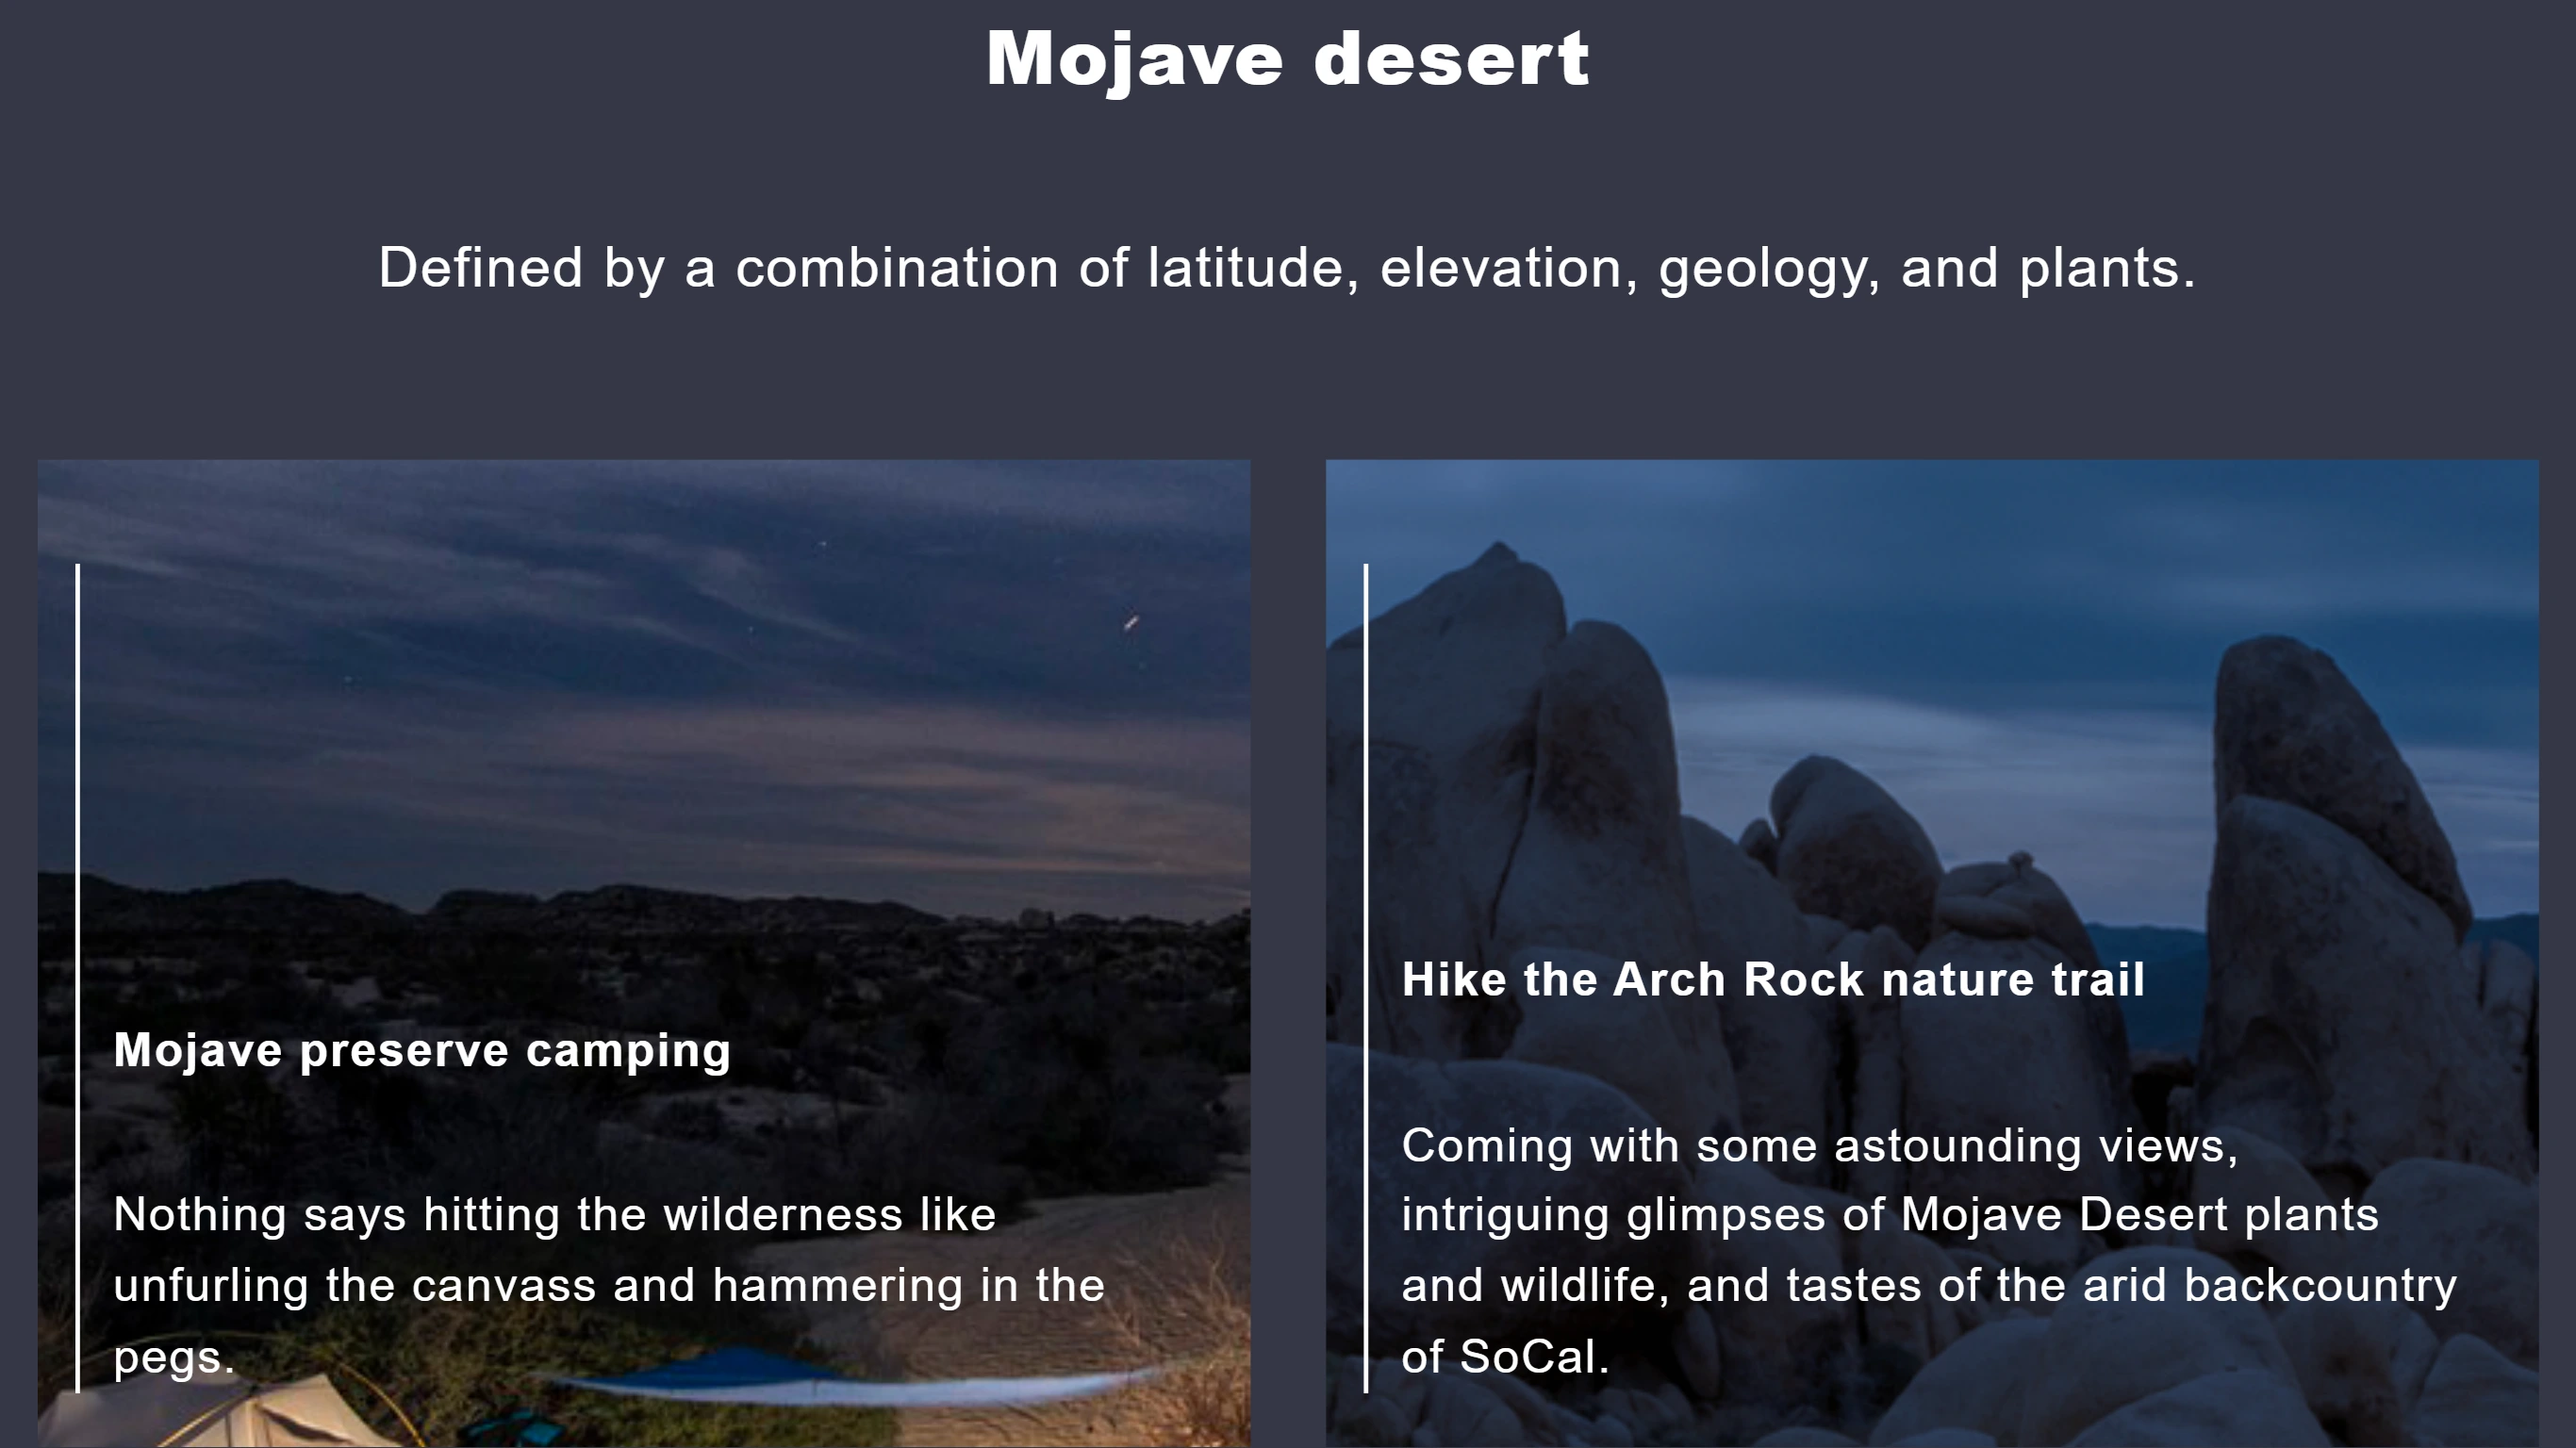 Mojave desert
Defined by a combination of latitude, elevation, geology, and plants.
Mojave preserve camping
Nothing says hitting the wilderness like
unfurling the canvass and hammering in the
pegs.
Hike the Arch Rock nature trail
Coming with some astounding views,
intriguing glimpses of Mojave Desert plants
and wildlife, and tastes of the arid backcountry
of SoCal.